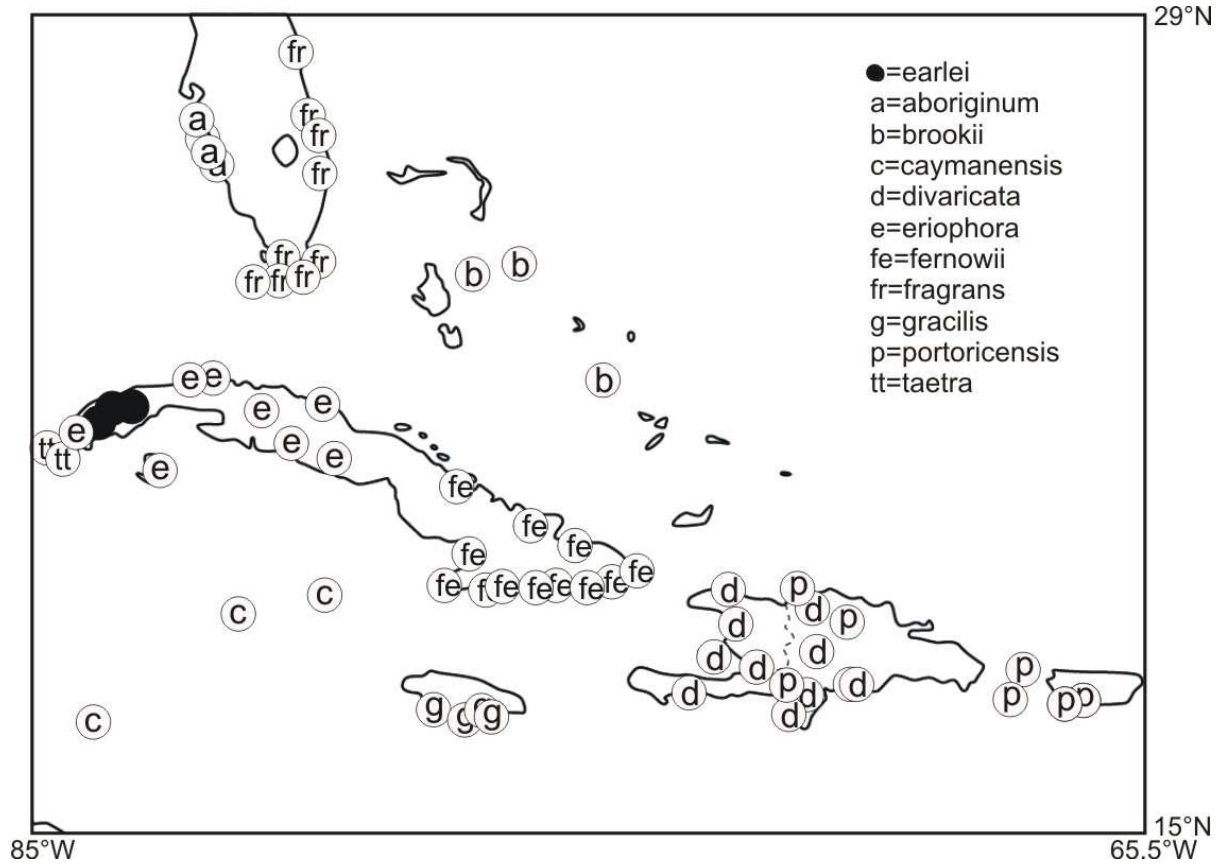 29°N
●=earlei
a=aboriginum
b=brookii
c=caymanensis
d=divaricata
e=eriophora
fe=fernowii
fr=fragrans
g=gracilis
p=portoricensis
tt=taetra
fr
fr
a
fr
a
fr
a
fr
fr
b
b
fr
fr
fr
e
e
b
e
e
e
tt
tt
e
e
e
fe
fe
fe
fe
fe
fe
f
fe
fe
fe
fe
fe
c
c
d
p
d
d
p
d
d
d
p
p
d
d
d
p
p
p
d
g
g
g
g
c
d
15°N
85°W
65.5°W